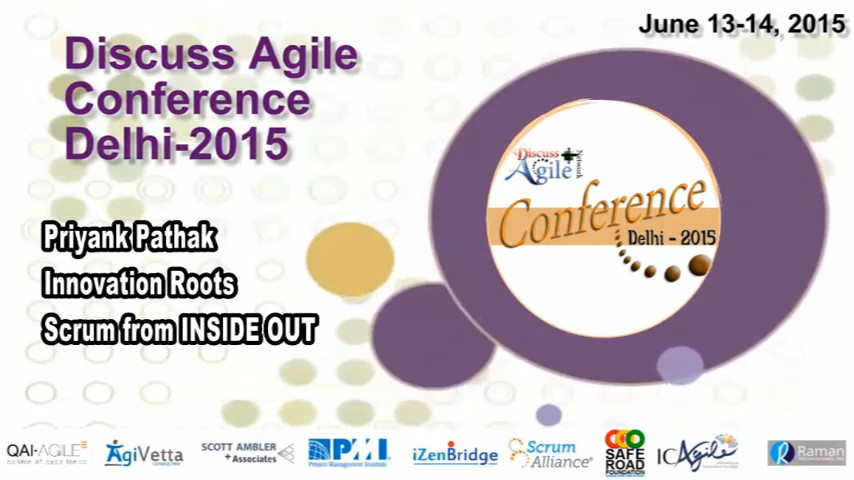 June 13-14, 2015
Discuss Agile
Conference
Delhi-2015
Discuss
Agile
Network
Conference
Delhi - 2015
Priyank Pathak
Innovation Roots
Scrum from INSIDE OUT
QAI·AGILE
AgiVetta
SCOTT AMBLER
+Associates
PMI
Project Management Institute
iZenBridge
Scrum
Alliance®
SAFE
ROAD
FOUNDATION
ICAgile
Raman